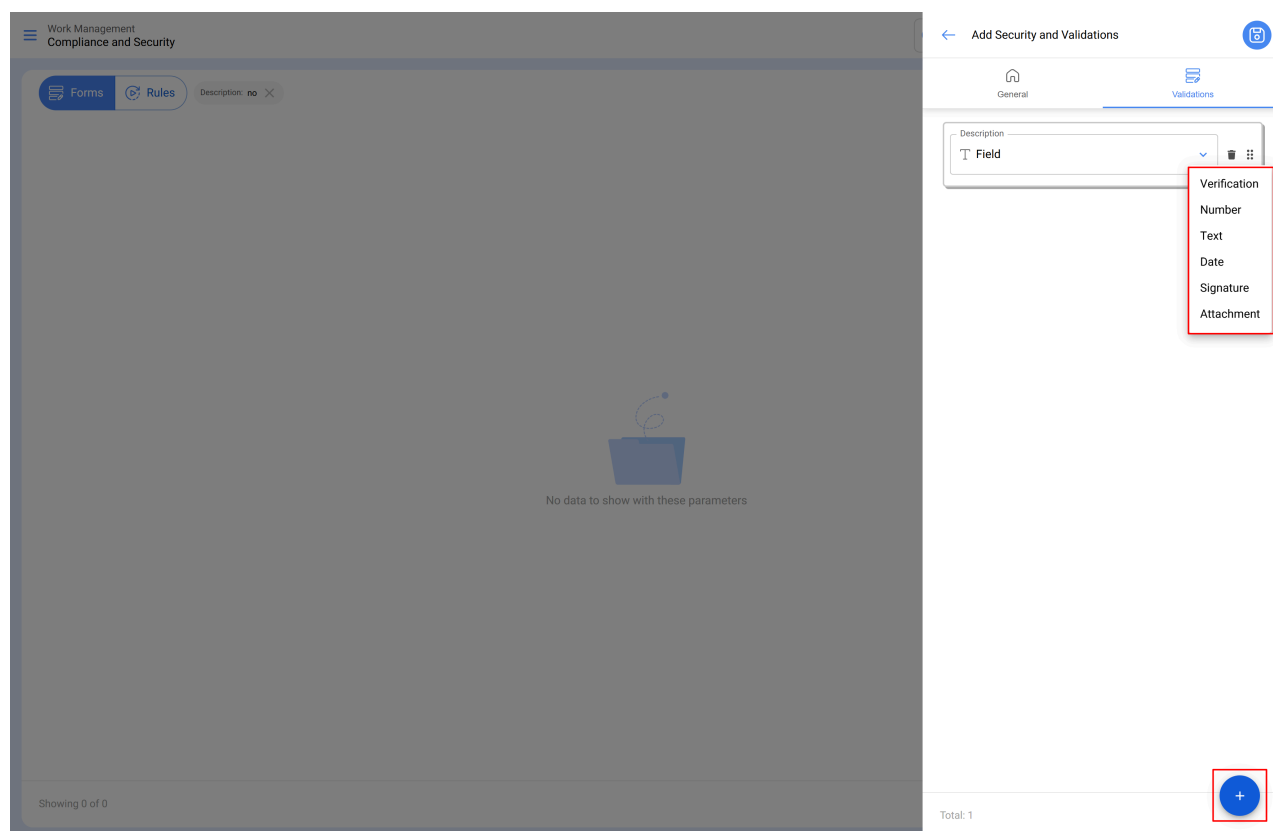 Work Management
Compliance and Security
Forms
Rules
Description: no
No data to show with these parameters
Showing 0 of 0
Add Security and Validations
General
Validations
Description
Field
Verification
Number
Text
Date
Signature
Attachment
Total: 1